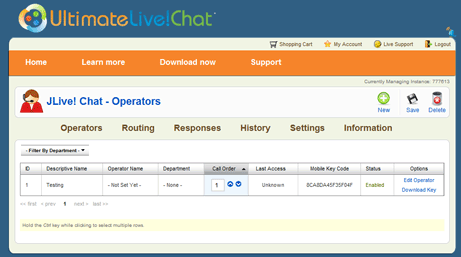 UltimateLive!Chat
Shopping Cart My Account Live Support Logout
Home Learn more Download now Support
Currently Managing Instance: 777813
JLive! Chat - Operators
New Save Delete
Operators Routing Responses History Settings Information
- Filter By Department -
ID Descriptive Name Operator Name Department Call Order Last Access Mobile Key Code Status Options
1 Testing - Not Set Yet - - None - 1 Unknown 8CA8DA45F35F84F Enabled Edit Operator
Download Key
<< first < prev 1 next > last >>
Hold the Ctrl key while clicking to select multiple rows.